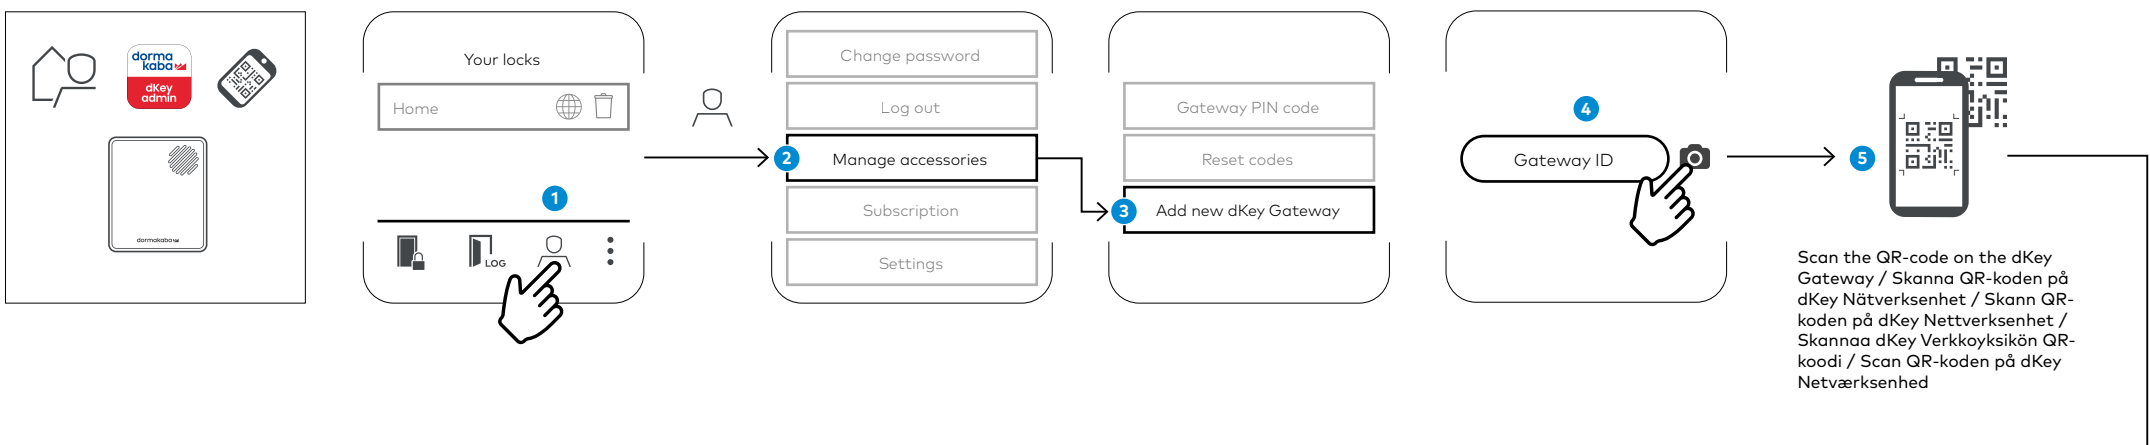 dorma
kaba
dKey
admin
dormakaba
Your locks
Home
1
LOG
Change password
Log out
2
Manage accessories
Subscription
Settings
Gateway PIN code
Reset codes
3
Add new dKey Gateway
4
Gateway ID
5
Scan the QR-code on the dKey
Gateway / Skanna QR-koden på
dKey Nätverksenhet / Skann QR-
koden på dKey Nettverksenhet /
Skannaa dKey Verkkoyksikön QR-
koodi / Scan QR-koden på dKey
Netværksenhed